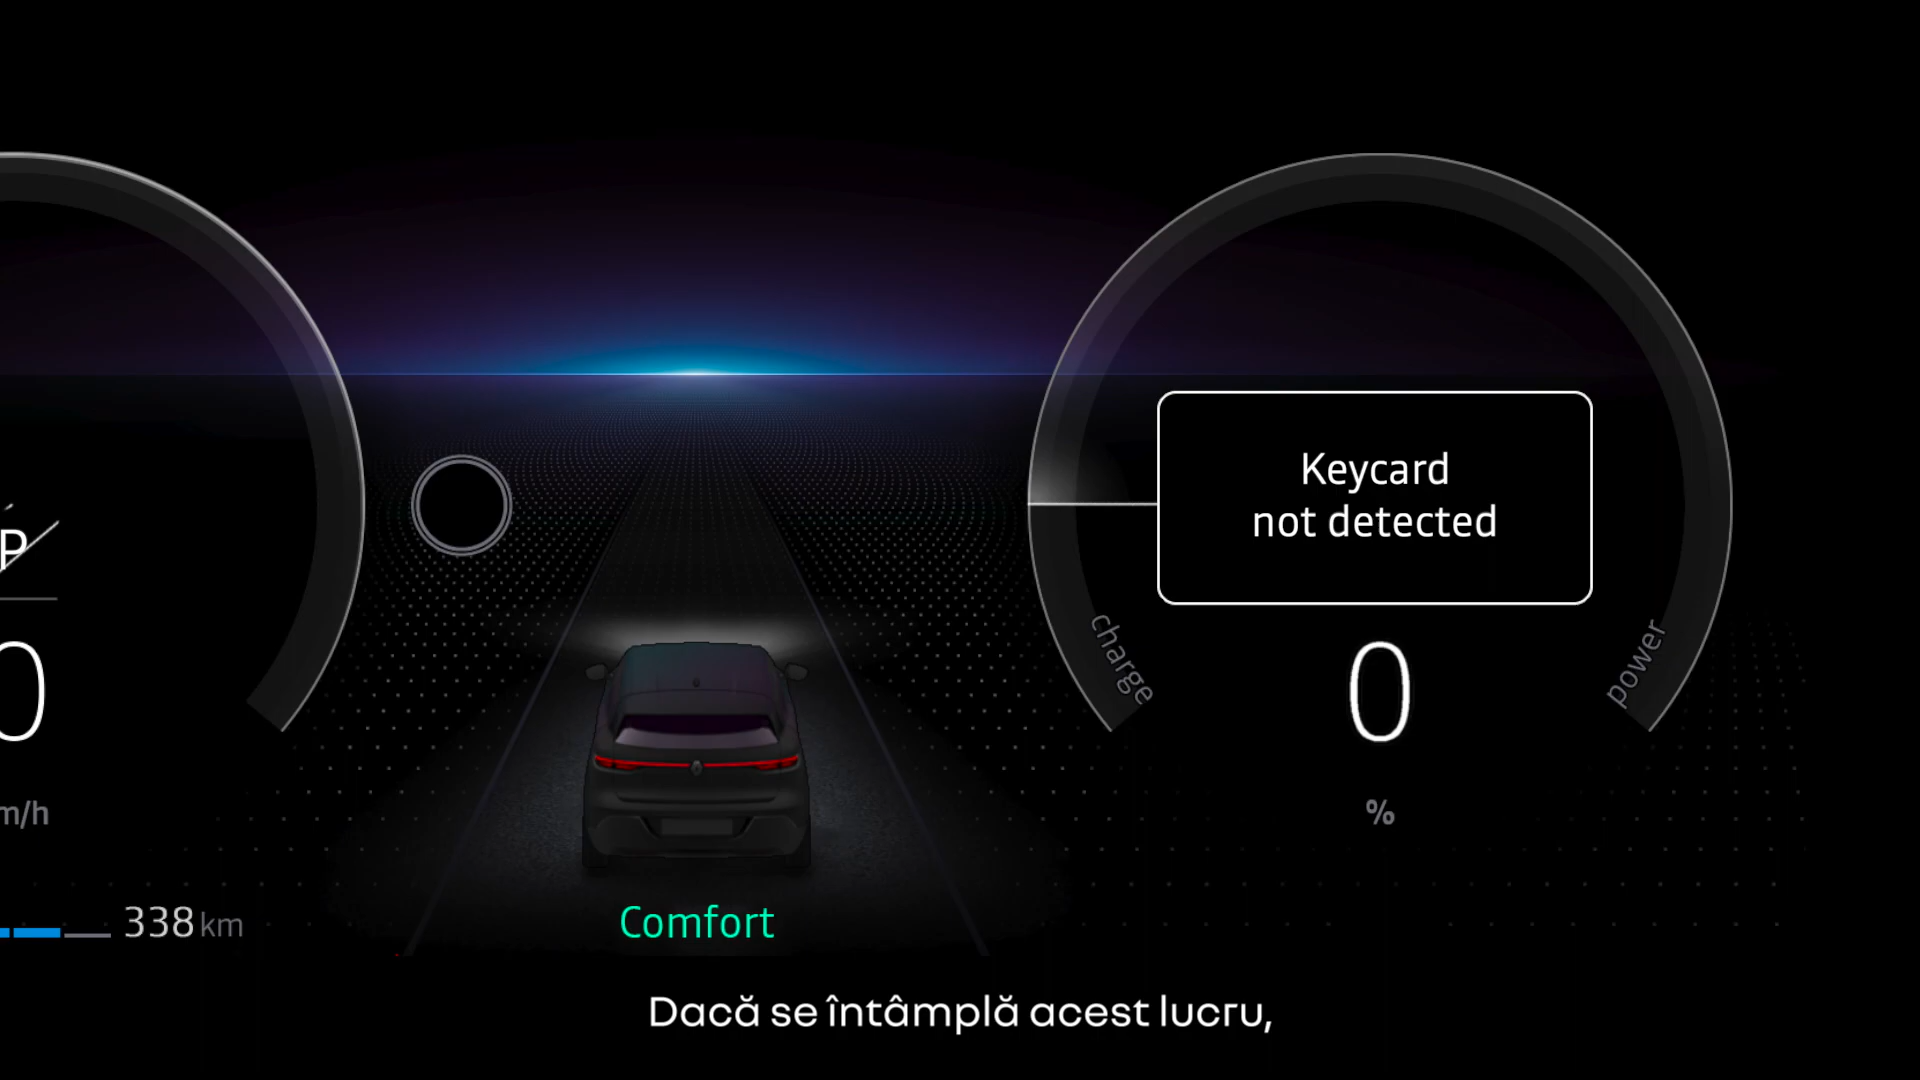 P
0
m/h
338 km
Comfort
Keycard
not detected
charge
power
0
%
Dacă se întâmplă acest lucru,